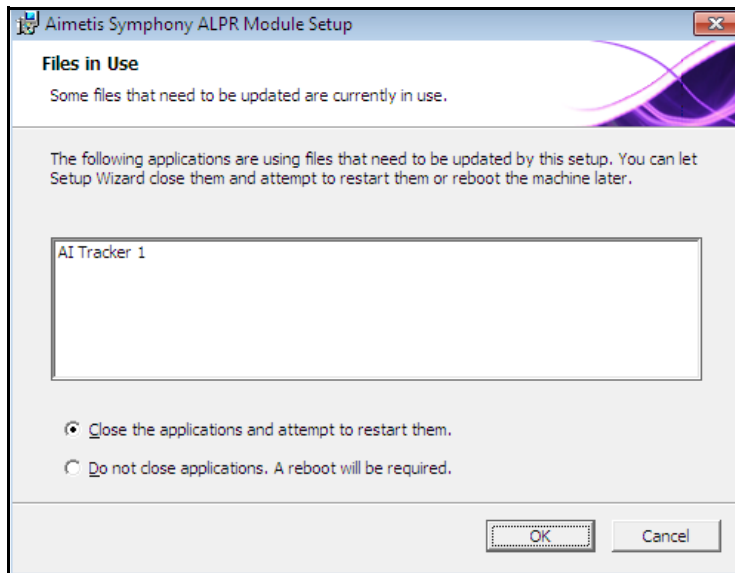 Aimetis Symphony ALPR Module Setup
Files in Use
Some files that need to be updated are currently in use.
The following applications are using files that need to be updated by this setup. You can let
Setup Wizard close them and attempt to restart them or reboot the machine later.
AI Tracker 1
Close the applications and attempt to restart them.
Do not close applications. A reboot will be required.
OK
Cancel